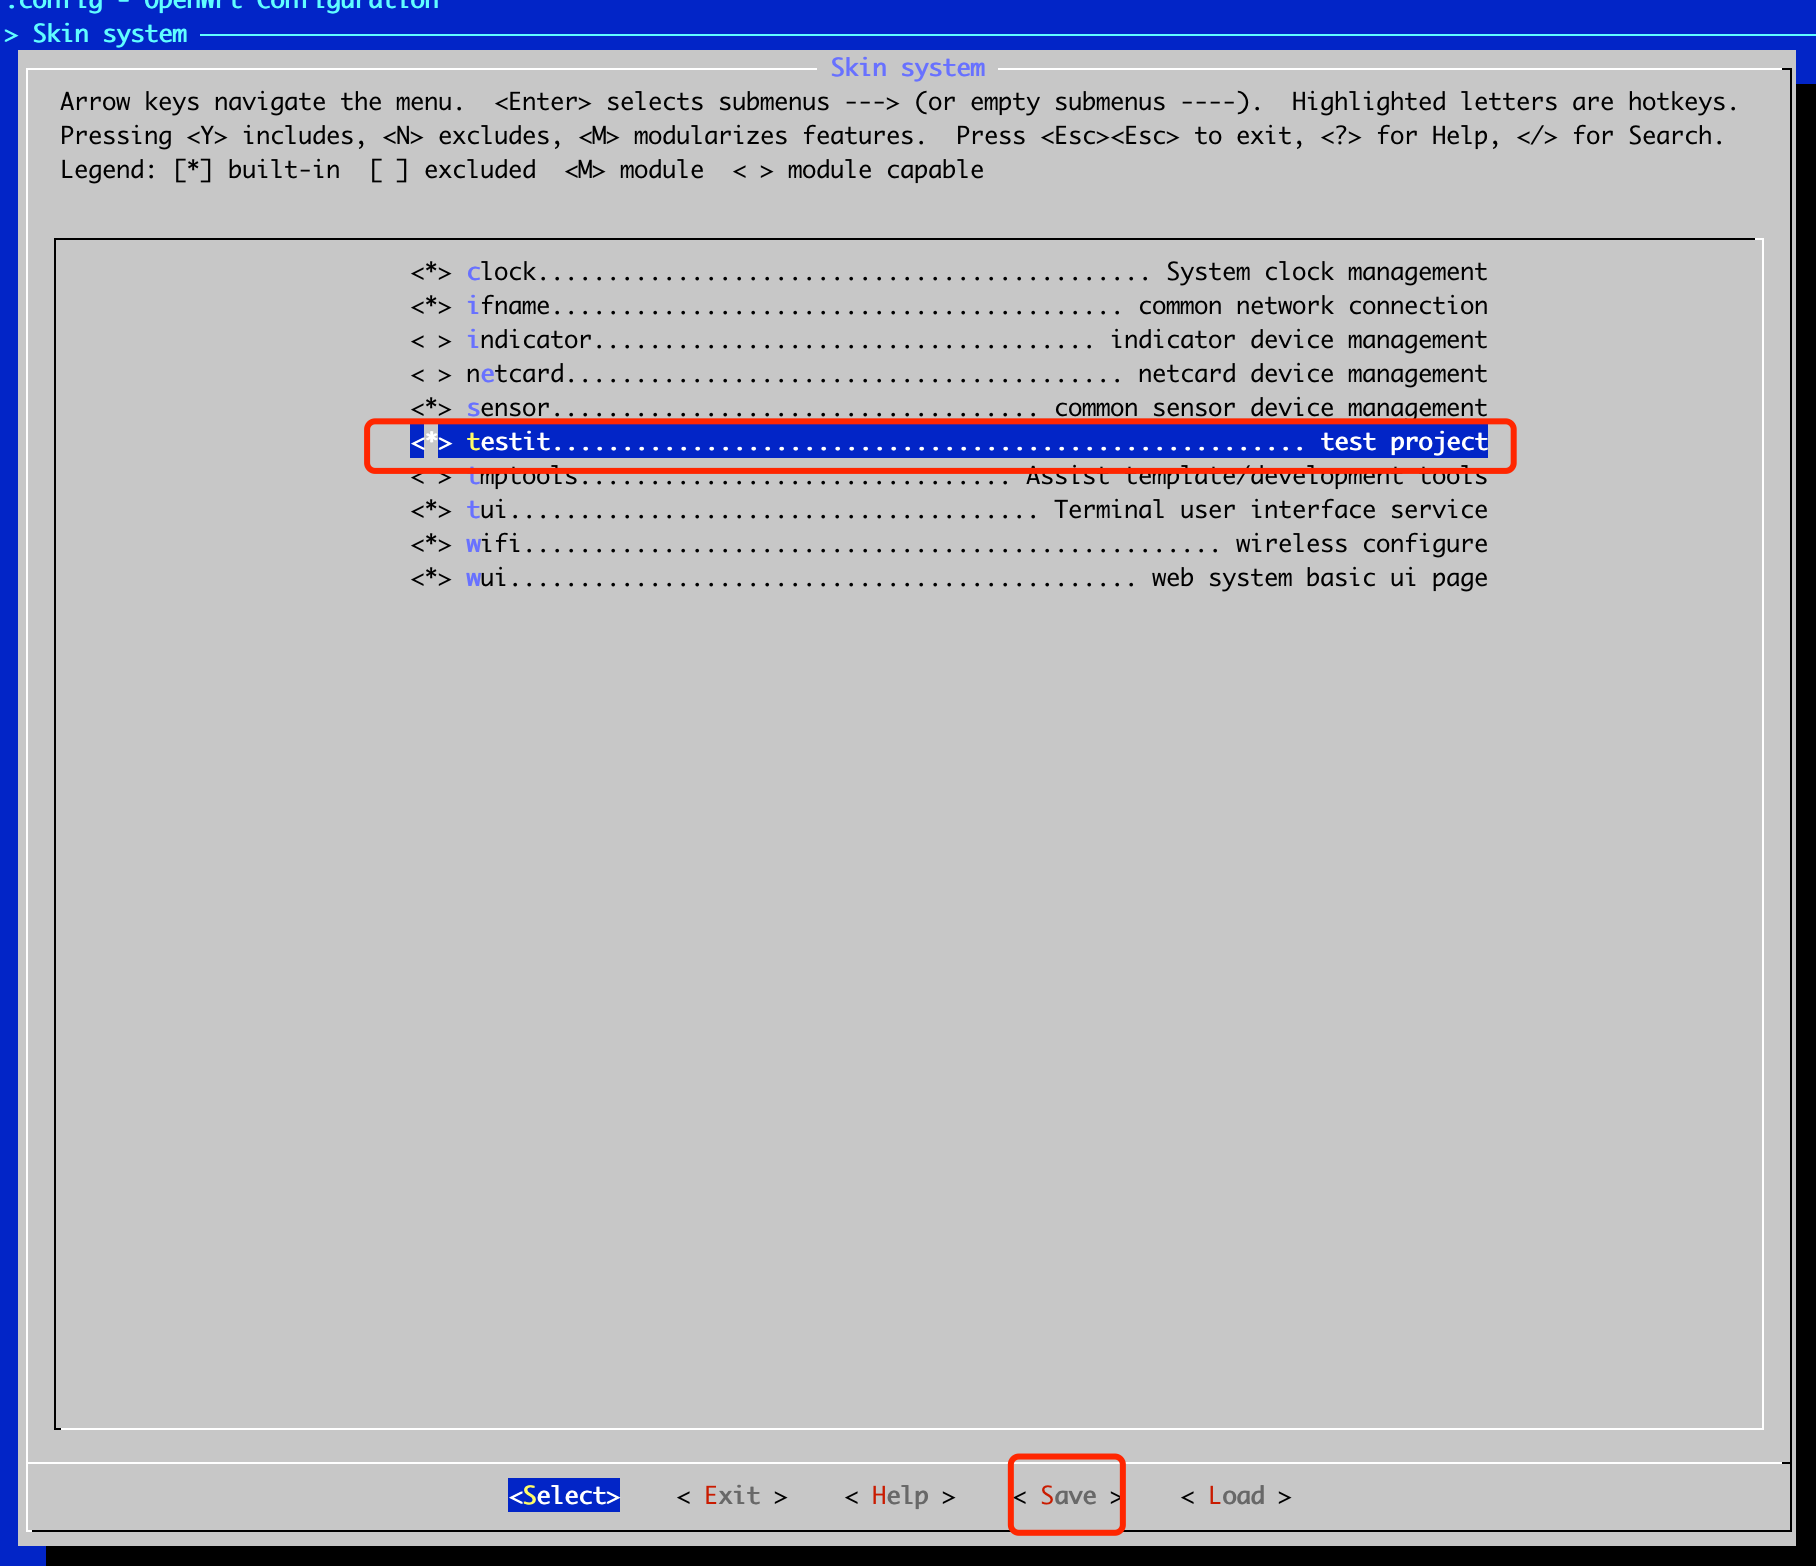 .config - OpenWrt Configuration
> Skin system
Skin system
Arrow keys navigate the menu.  <Enter> selects submenus ---> (or empty submenus ----).  Highlighted letters are hotkeys.
Pressing <Y> includes, <N> excludes, <M> modularizes features.  Press <Esc><Esc> to exit, <?> for Help, </> for Search.
Legend: [*] built-in  [ ] excluded  <M> module  < > module capable
<*> clock............................................ System clock management
<*> ifname......................................... common network connection
< > indicator.................................... indicator device management
< > netcard........................................ netcard device management
<*> sensor................................... common sensor device management
<*> testit...................................................... test project
< > tmptools............................... Assist template/development tools
<*> tui...................................... Terminal user interface service
<*> wifi.................................................. wireless configure
<*> wui............................................. web system basic ui page
<Select>    < Exit >    < Help >    < Save >    < Load >